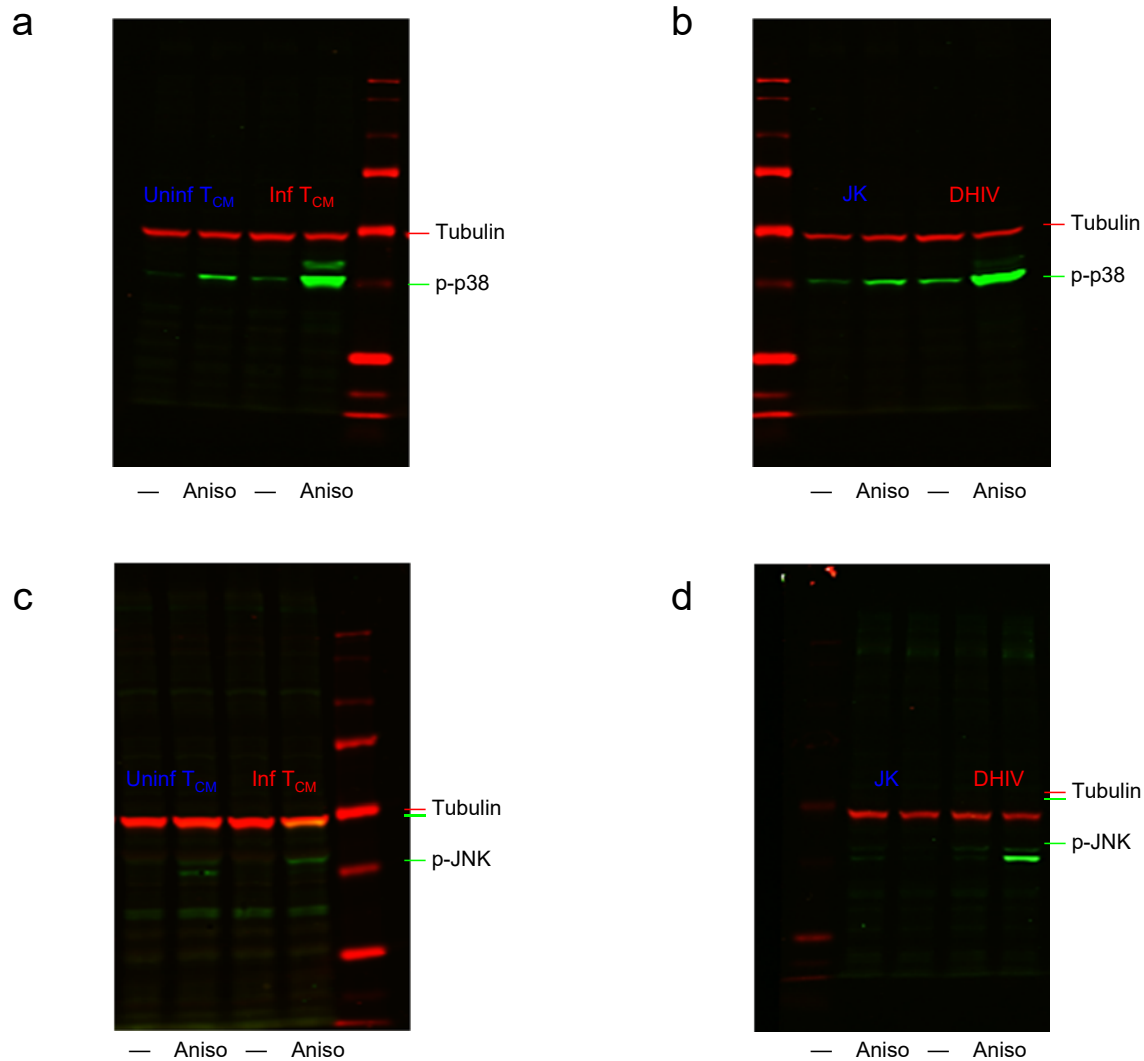 a
Uninf TCM Inf TCM
Tubulin
p-p38
— Aniso — Aniso
b
JK DHIV
Tubulin
p-p38
— Aniso — Aniso
c
Uninf TCM Inf TCM
Tubulin
p-JNK
— Aniso — Aniso
d
JK DHIV
Tubulin
p-JNK
— Aniso — Aniso